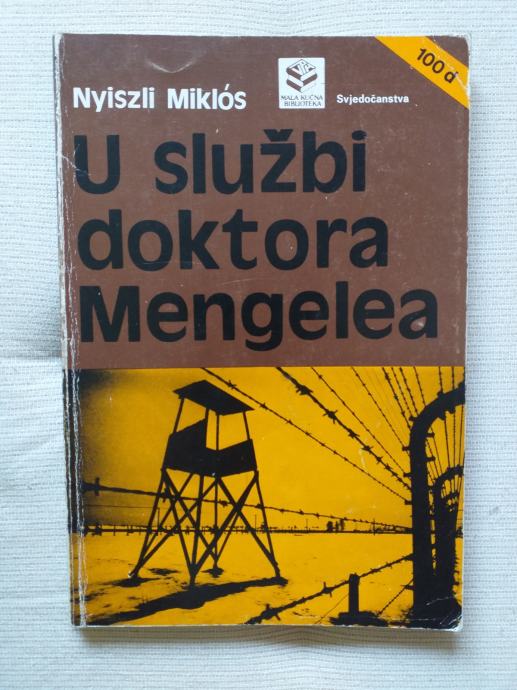 Nyiszli Miklós
MALA KUĆNA
BIBLIOTEKA
Svjedočanstva
100 d
U službi
doktora
Mengelea